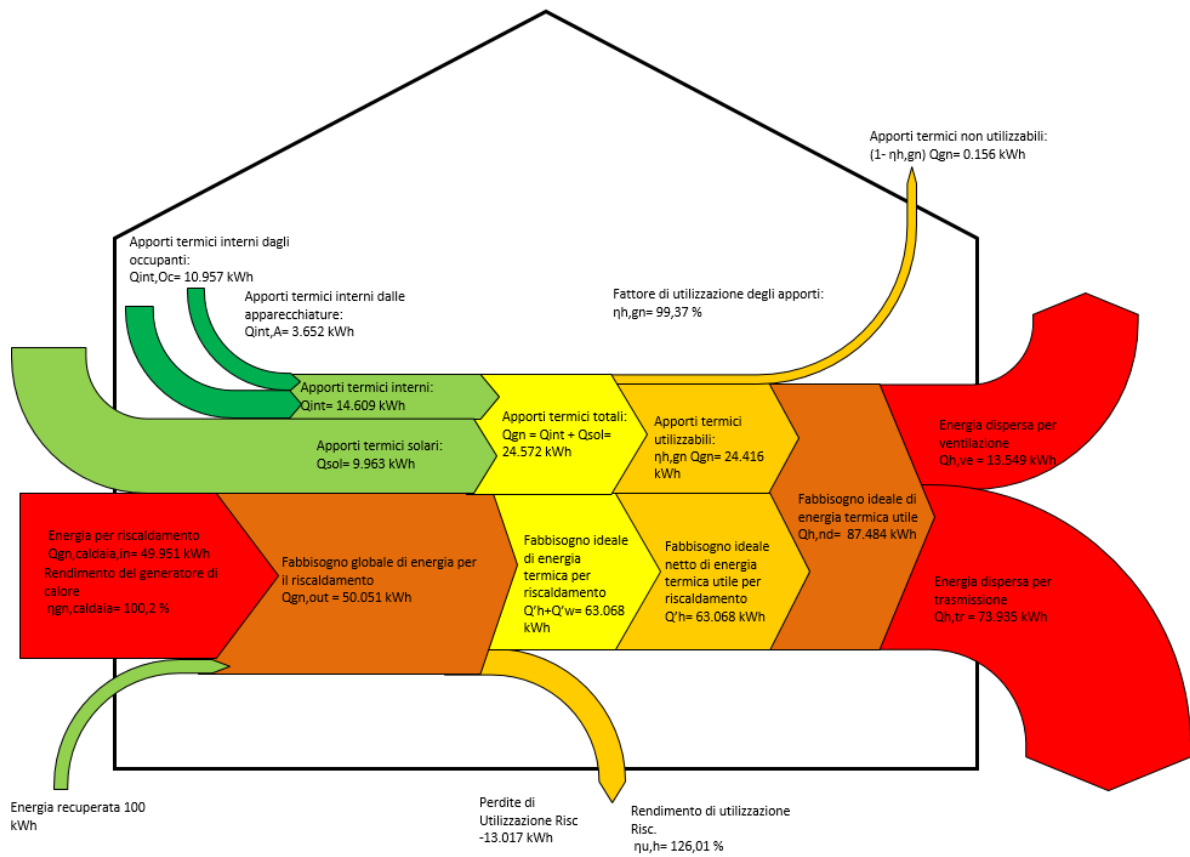 Apporti termici non utilizzabili:
(1- ηh,gn) Qgn= 0.156 kWh
Apporti termici interni dagli
occupanti:
Qint,Oc= 10.957 kWh
Apporti termici interni dalle
apparecchiature:
Qint,A= 3.652 kWh
Fattore di utilizzazione degli apporti:
ηh,gn= 99,37 %
Apporti termici interni:
Qint= 14.609 kWh
Apporti termici solari:
Qsol= 9.963 kWh
Apporti termici totali:
Qgn = Qint + Qsol=
24.572 kWh
Apporti termici
utilizzabili:
ηh,gn Qgn= 24.416
kWh
Energia dispersa per
ventilazione
Qh,ve = 13.549 kWh
Fabbisogno ideale di
energia termica utile
Qh,nd= 87.484 kWh
Energia per riscaldamento
Qgn,caldaia,in= 49.951 kWh
Rendimento del generatore di
calore
ηgn,caldaia= 100,2 %
Fabbisogno globale di energia per
il riscaldamento
Qgn,out = 50.051 kWh
Fabbisogno ideale
di energia
termica per
riscaldamento
Q’h+Q’w= 63.068
kWh
Fabbisogno ideale
netto di energia
termica utile per
riscaldamento
Q’h= 63.068 kWh
Energia dispersa per
trasmissione
Qh,tr = 73.935 kWh
Energia recuperata 100
kWh
Perdite di
Utilizzazione Risc
-13.017 kWh
Rendimento di utilizzazione
Risc.
ηu,h= 126,01 %